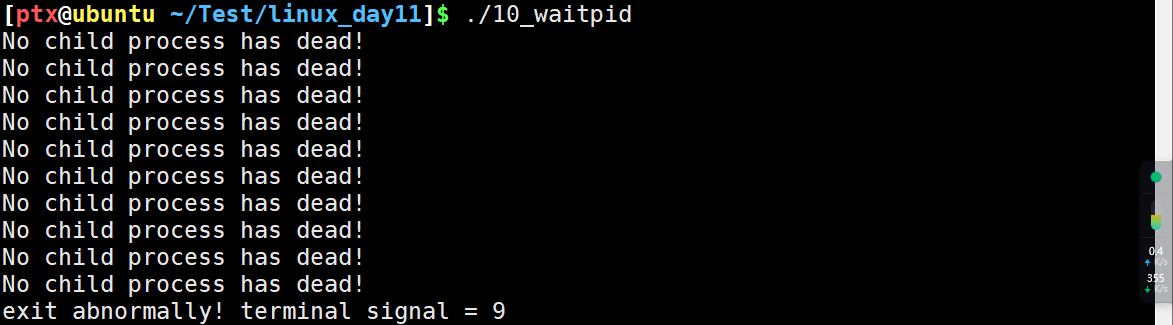 [ptx@ubuntu ~/Test/linux_day11]$ ./10_waitpid
No child process has dead!
No child process has dead!
No child process has dead!
No child process has dead!
No child process has dead!
No child process has dead!
No child process has dead!
No child process has dead!
No child process has dead!
No child process has dead!
exit abnormally! terminal signal = 9
0.4
K/s
355
K/s